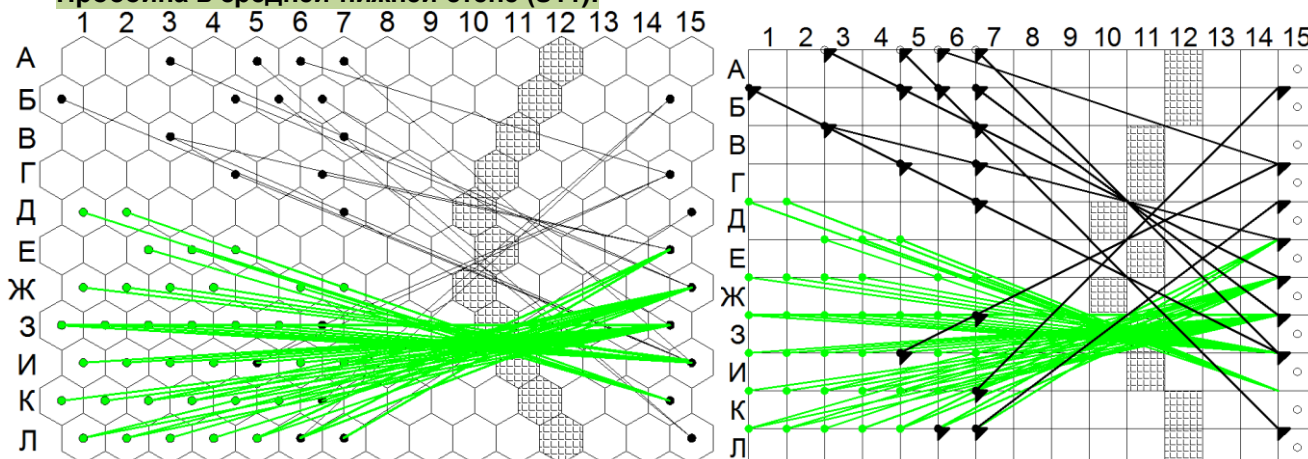 Пробоина в средней нижней стене (З11):
1 2 3 4 5 6 7 8 9 10 11 12 13 14 15
А
Б
В
Г
Д
Е
Ж
З
И
К
Л
1 2 3 4 5 6 7 8 9 10 11 12 13 14 15
А
Б
В
Г
Д
Е
Ж
З
И
К
Л